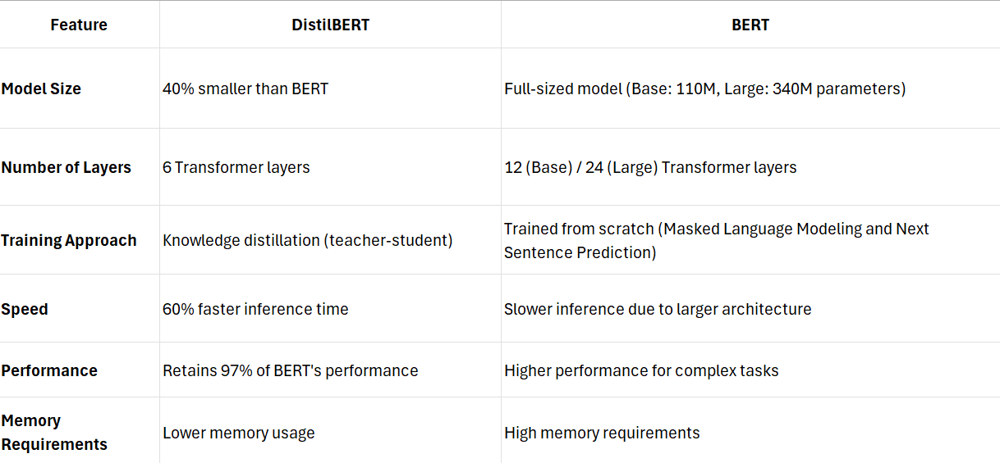 Feature DistilBERT BERT
Model Size 40% smaller than BERT Full-sized model (Base: 110M, Large: 340M parameters)
Number of Layers 6 Transformer layers 12 (Base) / 24 (Large) Transformer layers
Training Approach Knowledge distillation (teacher-student) Trained from scratch (Masked Language Modeling and Next
Sentence Prediction)
Speed 60% faster inference time Slower inference due to larger architecture
Performance Retains 97% of BERT's performance Higher performance for complex tasks
Memory
Requirements Lower memory usage High memory requirements